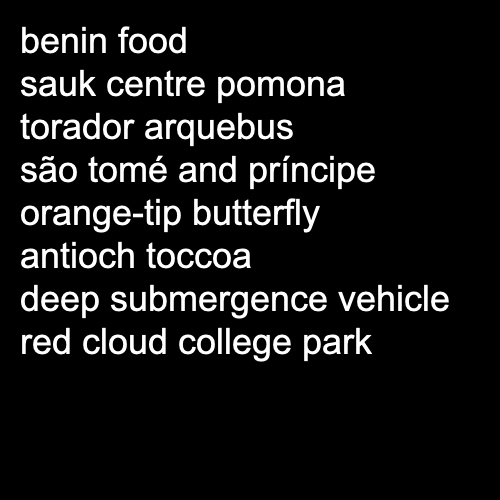 benin food
sauk centre pomona
torador arquebus
são tomé and príncipe
orange-tip butterfly
antioch toccoa
deep submergence vehicle
red cloud college park